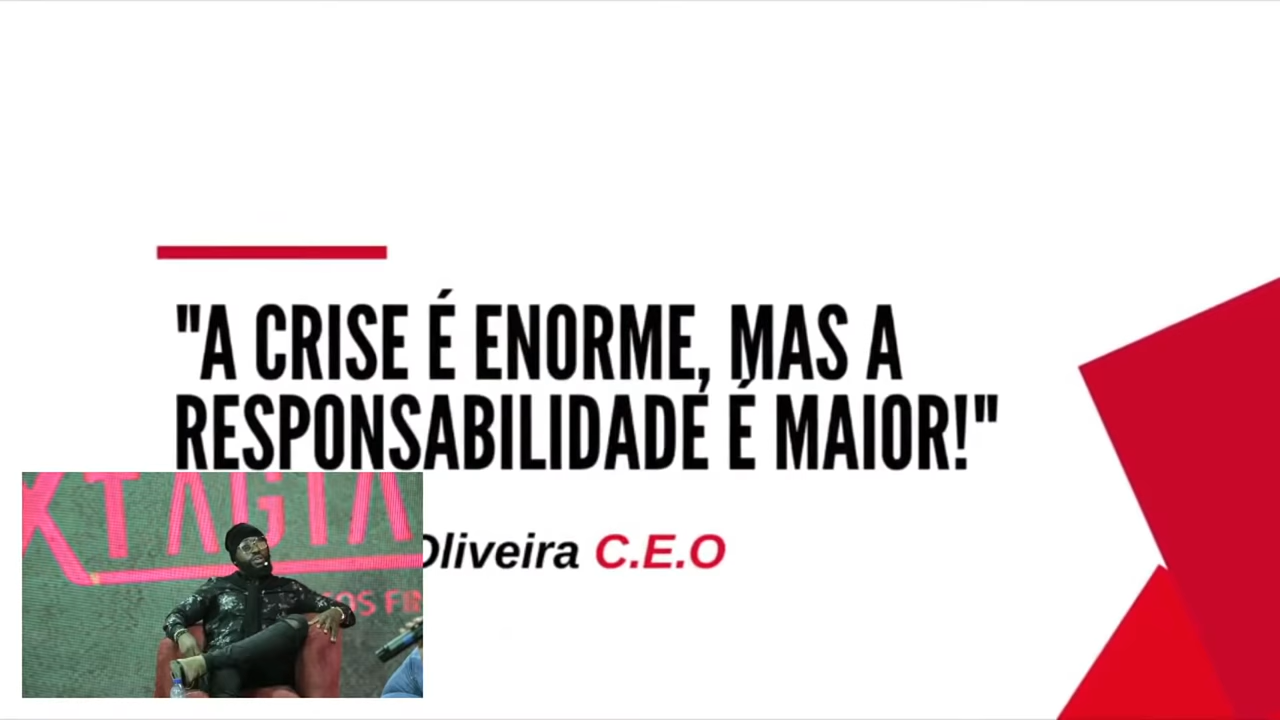 "A CRISE É ENORME, MAS A
RESPONSABILIDADE É MAIOR!"
Oliveira C.E.O